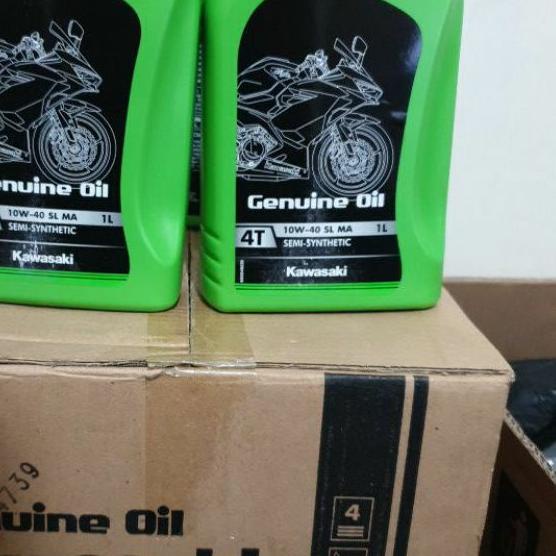 nuine Oil
10W-40 SL MA 1L
SEMI-SYNTHETIC
Kawasaki
Genuine Oil
4T
10W-40 SL MA 1L
SEMI-SYNTHETIC
Kawasaki
739
uine Oil
4